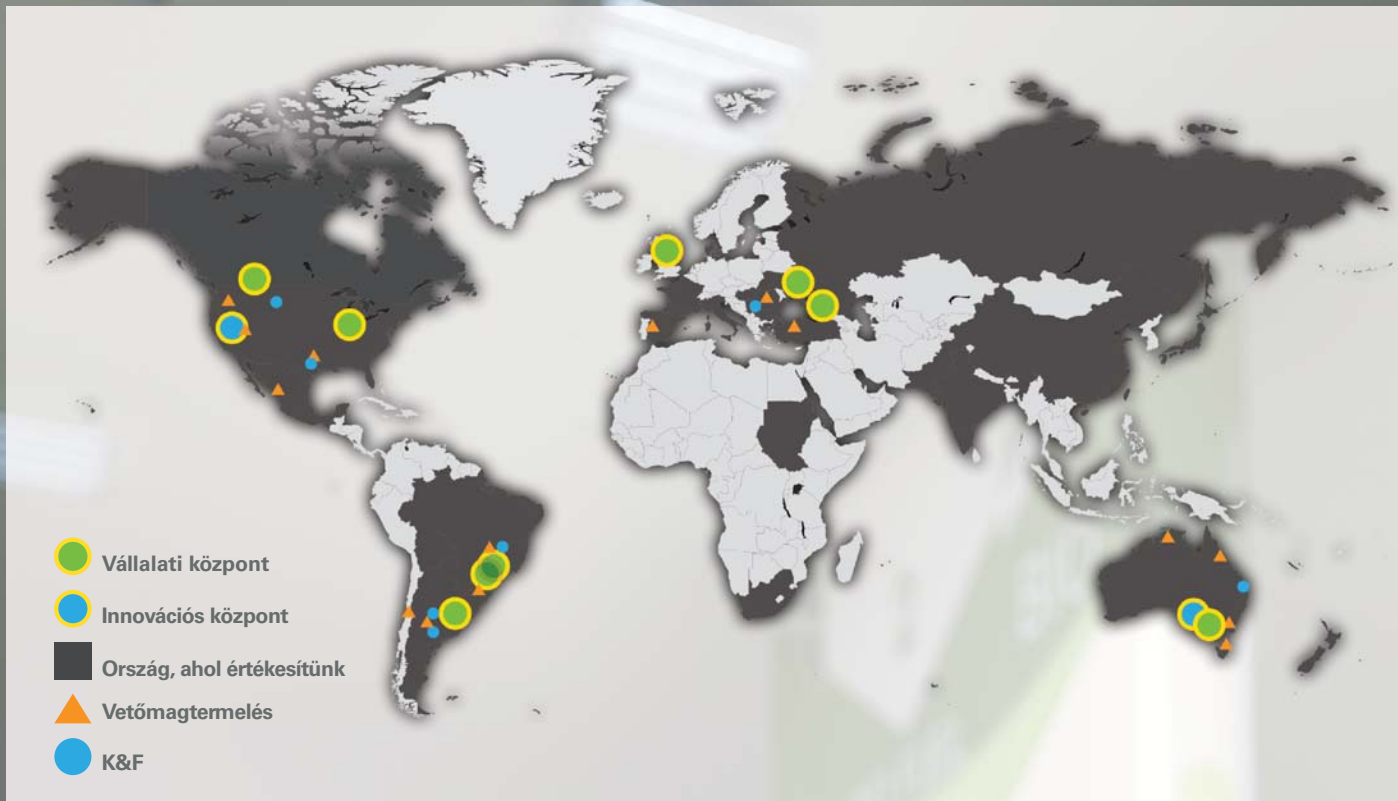 Vállalati központ
Innovációs központ
Ország, ahol értékesítünk
Vetőmagtermelés
K&F